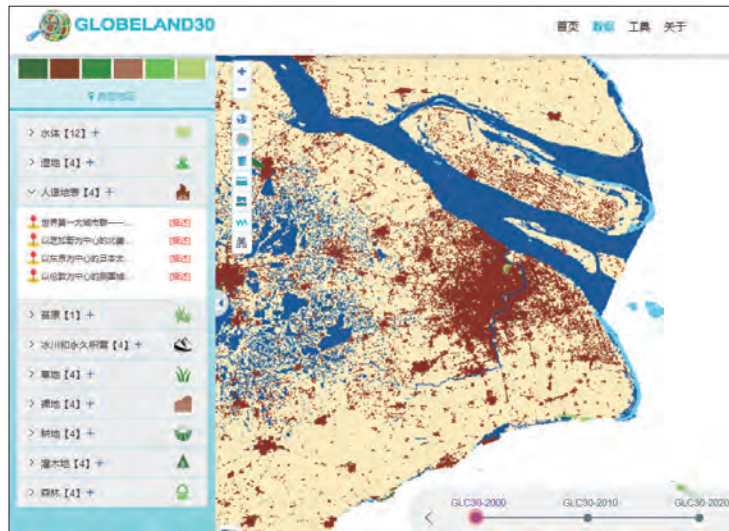 GLOBELAND30
首页 数据 工具 关于
典型地区
水体【12】+
湿地【4】+
人造地表【4】+
世界第一大城市群——...
[描述]
以芝加哥为中心的北美...
[描述]
以东京为中心的日本太...
[描述]
以伦敦为中心的英国城...
[描述]
苔原【1】+
冰川和永久积雪【4】+
草地【4】+
裸地【4】+
耕地【4】+
灌木地【4】+
森林【4】+
GLC30-2000
GLC30-2010
GLC30-2020